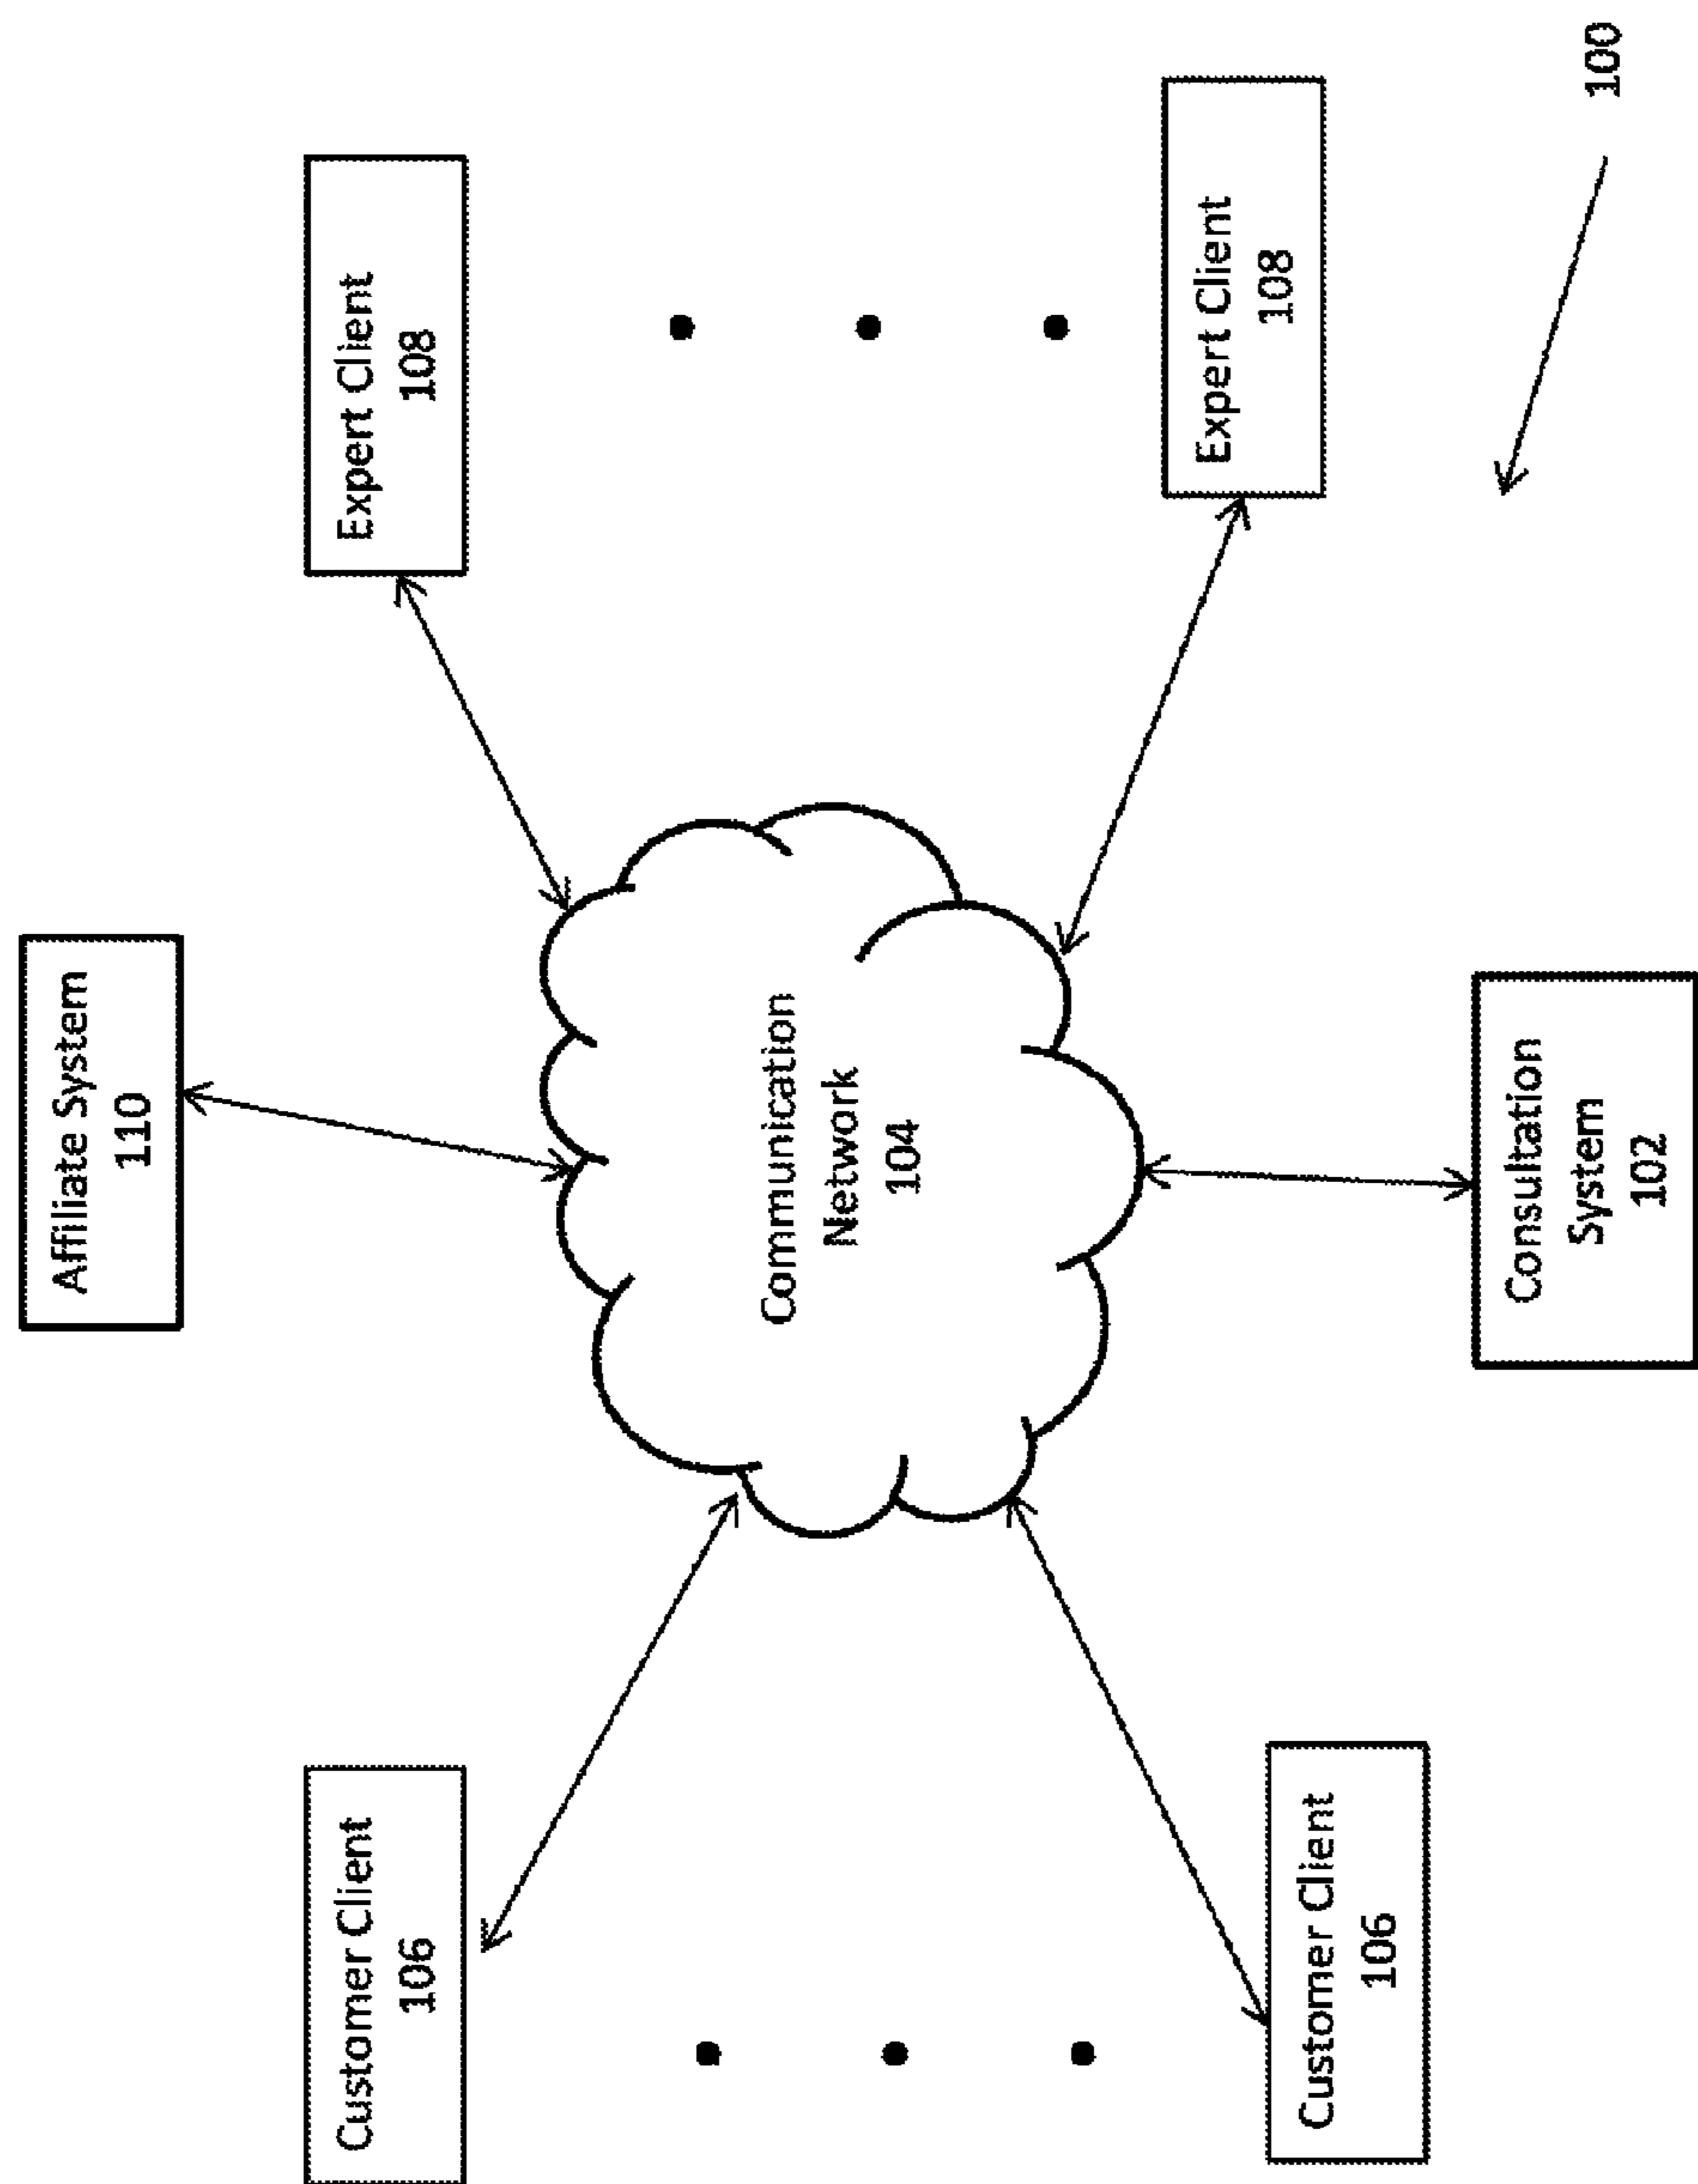 Affiliate System
110
Customer Client
106
Expert Client
108
Communication
Network
104
Customer Client
106
Expert Client
108
Consultation
System
102
100